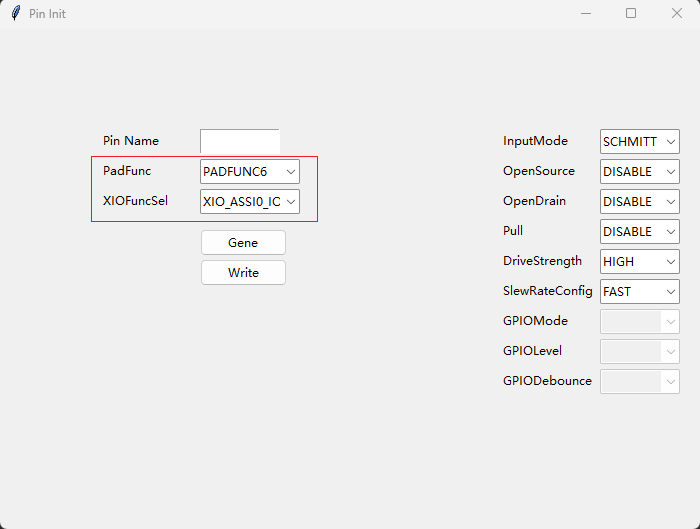 Pin Init
Pin Name
PadFunc PADFUNC6
XIOFuncSel XIO_ASSI0_IC
Gene
Write
InputMode SCHMITT
OpenSource DISABLE
OpenDrain DISABLE
Pull DISABLE
DriveStrength HIGH
SlewRateConfig FAST
GPIOMode
GPIOLevel
GPIODebounce